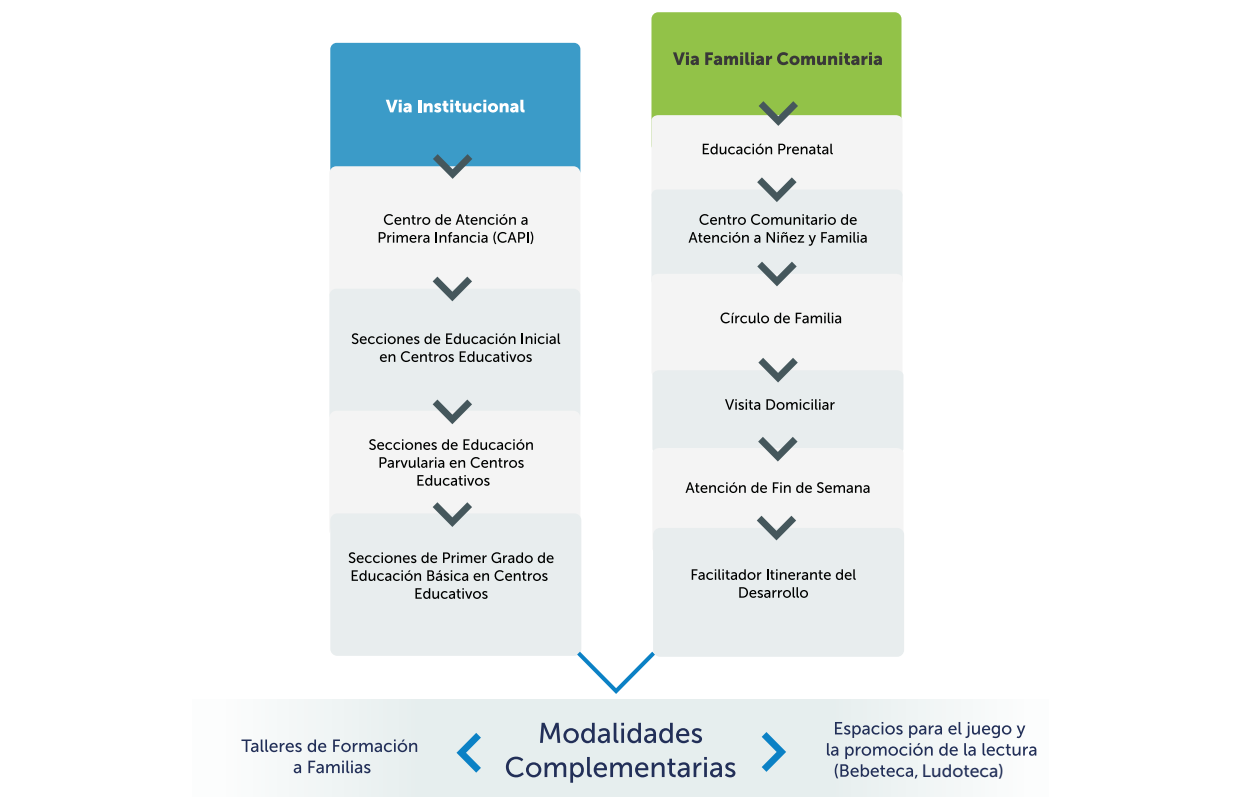 Via Institucional
Centro de Atención a
Primera Infancia (CAPI)
Secciones de Educación Inicial
en Centros Educativos
Secciones de Educación
Parvularia en Centros
Educativos
Secciones de Primer Grado de
Educación Básica en Centros
Educativos
Via Familiar Comunitaria
Educación Prenatal
Centro Comunitario de
Atención a Niñez y Familia
Círculo de Familia
Visita Domiciliar
Atención de Fin de Semana
Facilitador Itinerante del
Desarrollo
Talleres de Formación
a Familias
Modalidades
Complementarias
Espacios para el juego y
la promoción de la lectura
(Bebeteca, Ludoteca)